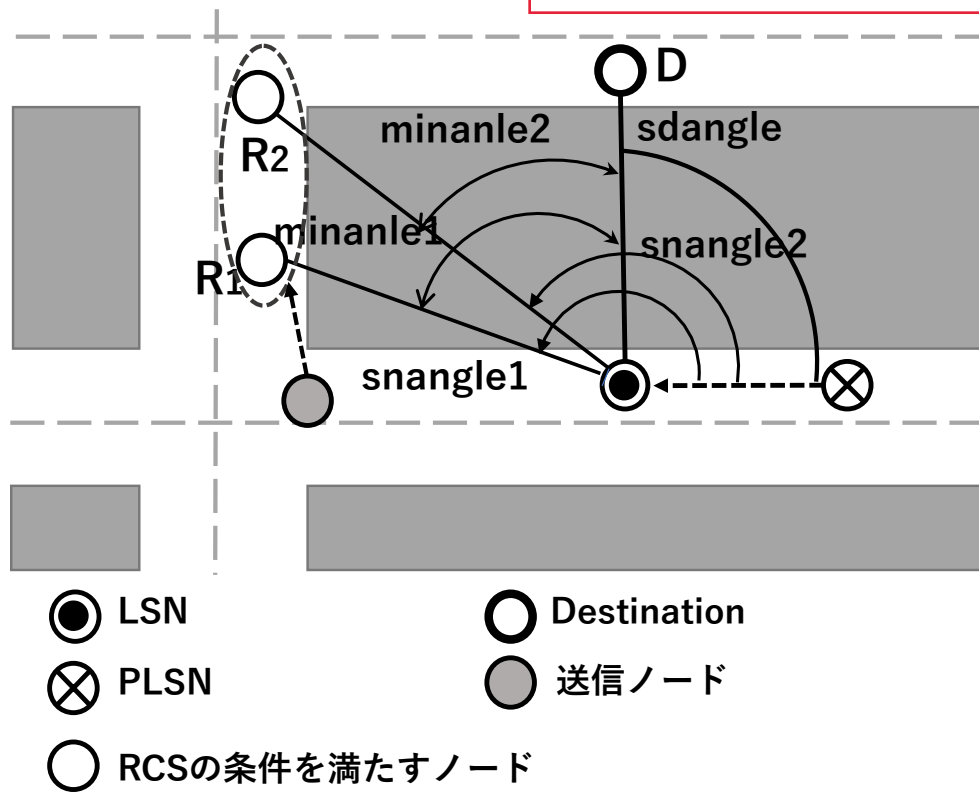 D
minanle2
sdangle
R2
minanle1
snangle2
R1
snangle1
LSN
Destination
PLSN
送信ノード
RCSの条件を満たすノード